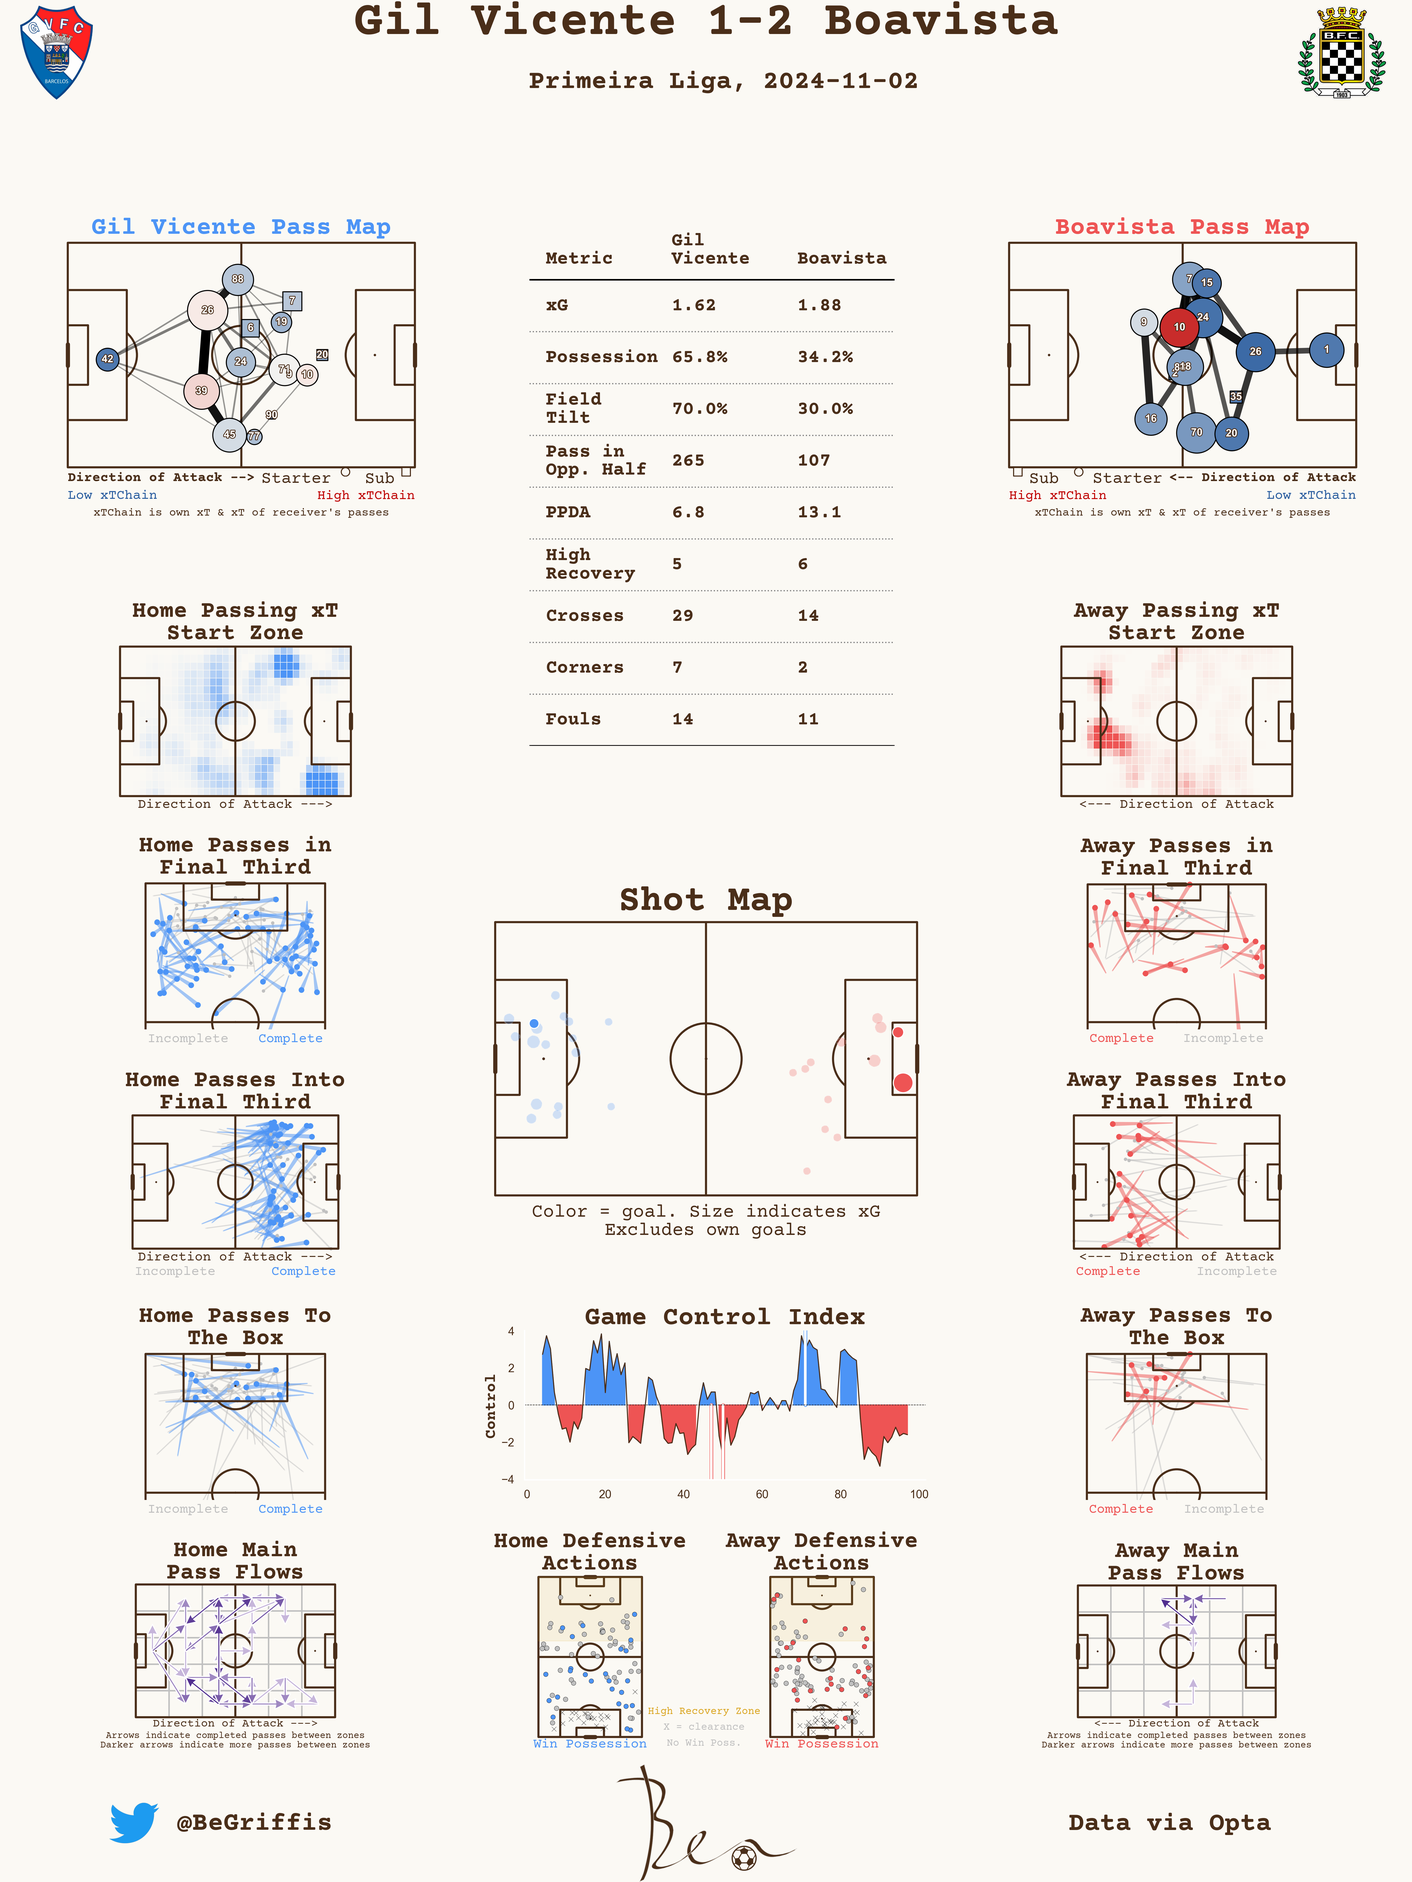 Gil Vicente 1-2 Boavista
Primeira Liga, 2024-11-02
G V F C
BARCELOS
B.F.C.
1903
Gil Vicente Pass Map
88
7
26
19
6
42
24
20
71
9
10
39
90
45
77
Direction of Attack --> Starter Sub
Low xTChain High xTChain
xTChain is own xT & xT of receiver's passes
Metric Gil Vicente Boavista
xG 1.62 1.88
Possession 65.8% 34.2%
Field Tilt 70.0% 30.0%
Pass in Opp. Half 265 107
PPDA 6.8 13.1
High Recovery 5 6
Crosses 29 14
Corners 7 2
Fouls 14 11
Boavista Pass Map
7
15
9
10
24
26
1
18
2
35
16
70
20
Sub Starter <-- Direction of Attack
High xTChain Low xTChain
xTChain is own xT & xT of receiver's passes
Home Passing xT
Start Zone
Direction of Attack --->
Away Passing xT
Start Zone
<--- Direction of Attack
Home Passes in
Final Third
Incomplete Complete
Shot Map
Color = goal. Size indicates xG
Excludes own goals
Away Passes in
Final Third
Complete Incomplete
Home Passes Into
Final Third
Direction of Attack --->
Incomplete Complete
Away Passes Into
Final Third
<--- Direction of Attack
Complete Incomplete
Home Passes To
The Box
Incomplete Complete
Game Control Index
Control
4
2
0
−2
−4
0 20 40 60 80 100
Away Passes To
The Box
Complete Incomplete
Home Main
Pass Flows
Direction of Attack --->
Arrows indicate completed passes between zones
Darker arrows indicate more passes between zones
Home Defensive
Actions
Win Possession
High Recovery Zone
X = clearance
No Win Poss.
Away Defensive
Actions
Win Possession
Away Main
Pass Flows
<--- Direction of Attack
Arrows indicate completed passes between zones
Darker arrows indicate more passes between zones
@BeGriffis
Ben
Data via Opta